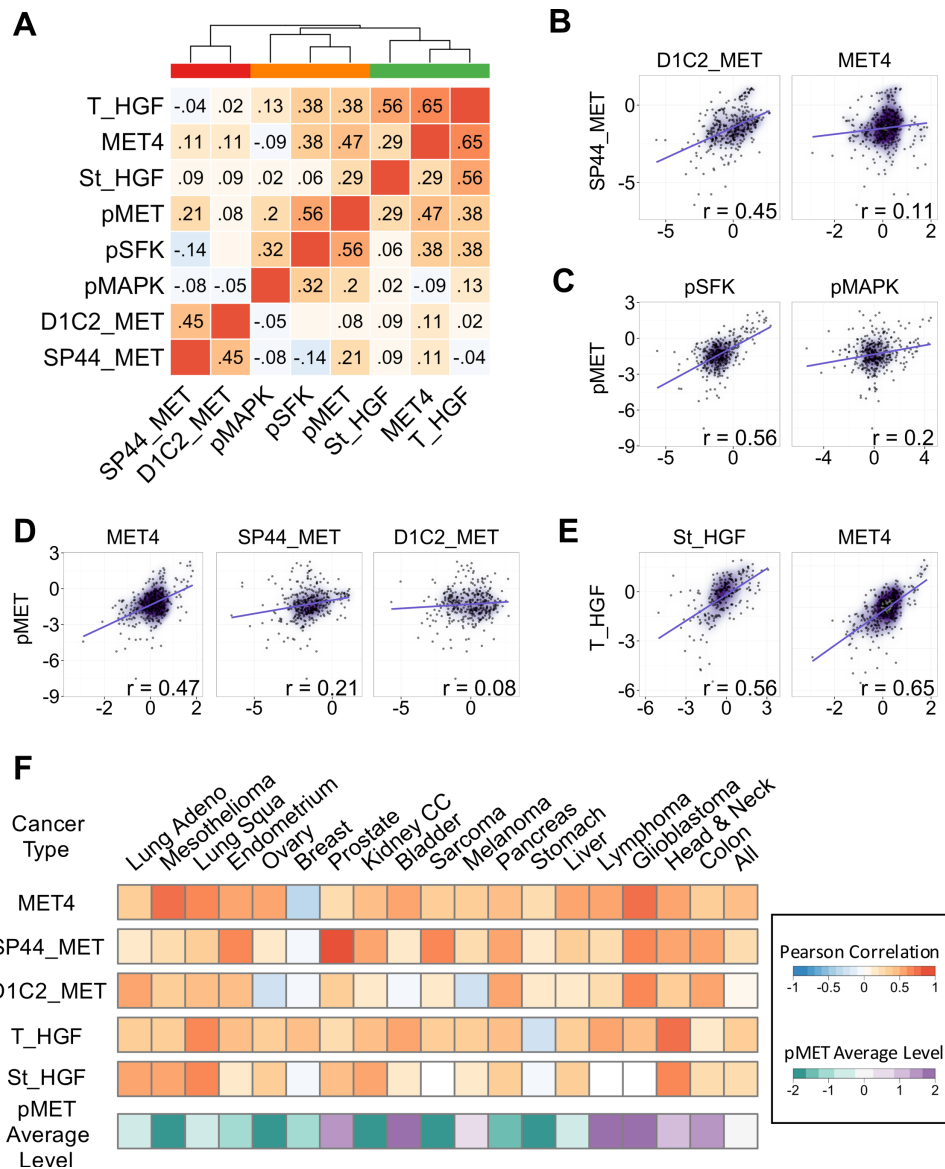 A
T_HGF -.04 .02 .13 .38 .38 .56 .65
MET4 .11 .11 -.09 .38 .47 .29 .65
St_HGF .09 .09 .02 .06 .29 .29 .56
pMET .21 .08 .2 .56 .29 .47 .38
pSFK -.14 .32 .56 .06 .38 .38
pMAPK -.08 -.05 .32 .2 .02 -.09 .13
D1C2_MET .45 -.05 .08 .09 .11 .02
SP44_MET .45 -.08 -.14 .21 .09 .11 -.04
SP44_MET D1C2_MET pMAPK pSFK pMET St_HGF MET4 T_HGF
B
D1C2_MET MET4
SP44_MET
0
-5
r = 0.45 r = 0.11
-5 0 -2 0 2
C
pSFK pMAPK
pMET
3
0
-3
-6
-9
r = 0.56 r = 0.2
-5 0 -4 0 4
D
MET4 SP44_MET D1C2_MET
pMET
3
0
-3
-6
-9
r = 0.47 r = 0.21 r = 0.08
-2 0 2 -5 0 -5 0
E
St_HGF MET4
T_HGF
0
-3
-6
r = 0.56 r = 0.65
-6 -3 0 3 -2 0 2
F
Cancer
Type
Lung Adeno Mesothelioma Lung Squa Endometrium Ovary Breast Prostate Kidney CC Bladder Sarcoma Melanoma Pancreas Stomach Liver Lymphoma Glioblastoma Head & Neck Colon All
MET4
SP44_MET
D1C2_MET
T_HGF
St_HGF
pMET
Average
Level
Pearson Correlation
-1 -0.5 0 0.5 1
pMET Average Level
-2 -1 0 1 2